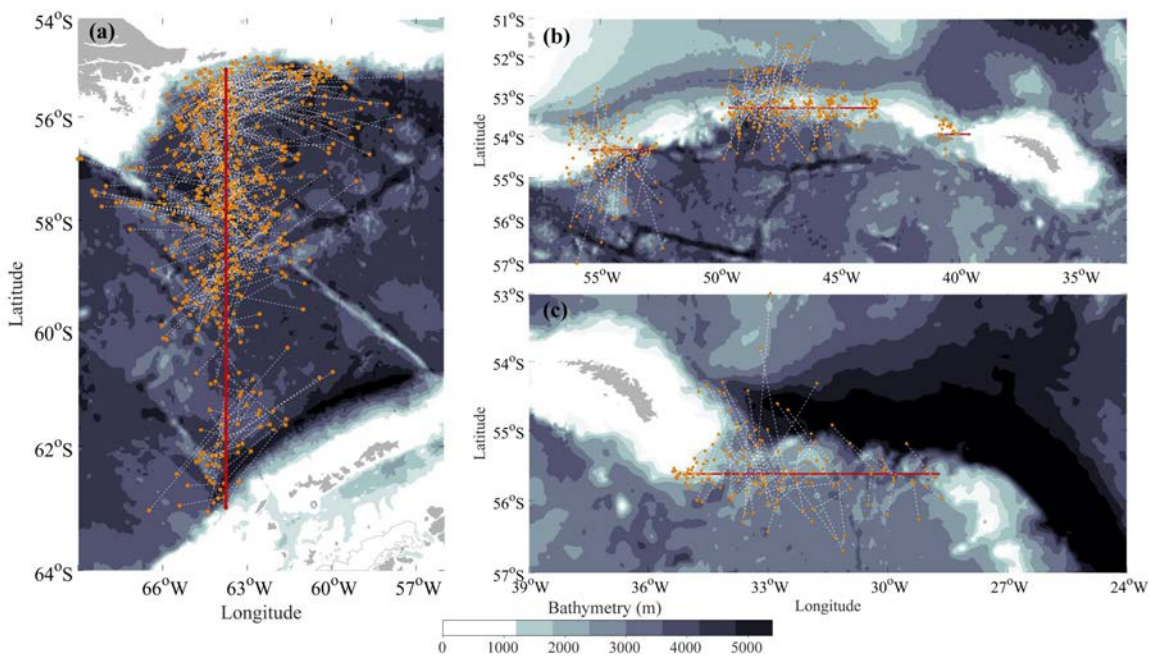 (a)
54°S
56°S
58°S
60°S
62°S
64°S
Latitude
66°W
63°W
60°W
57°W
Longitude
(b)
51°S
52°S
53°S
54°S
55°S
56°S
57°S
Latitude
55°W
50°W
45°W
40°W
35°W
(c)
53°S
54°S
55°S
56°S
57°S
Latitude
39°W
36°W
33°W
30°W
27°W
24°W
Longitude
Bathymetry (m)
0
1000
2000
3000
4000
5000